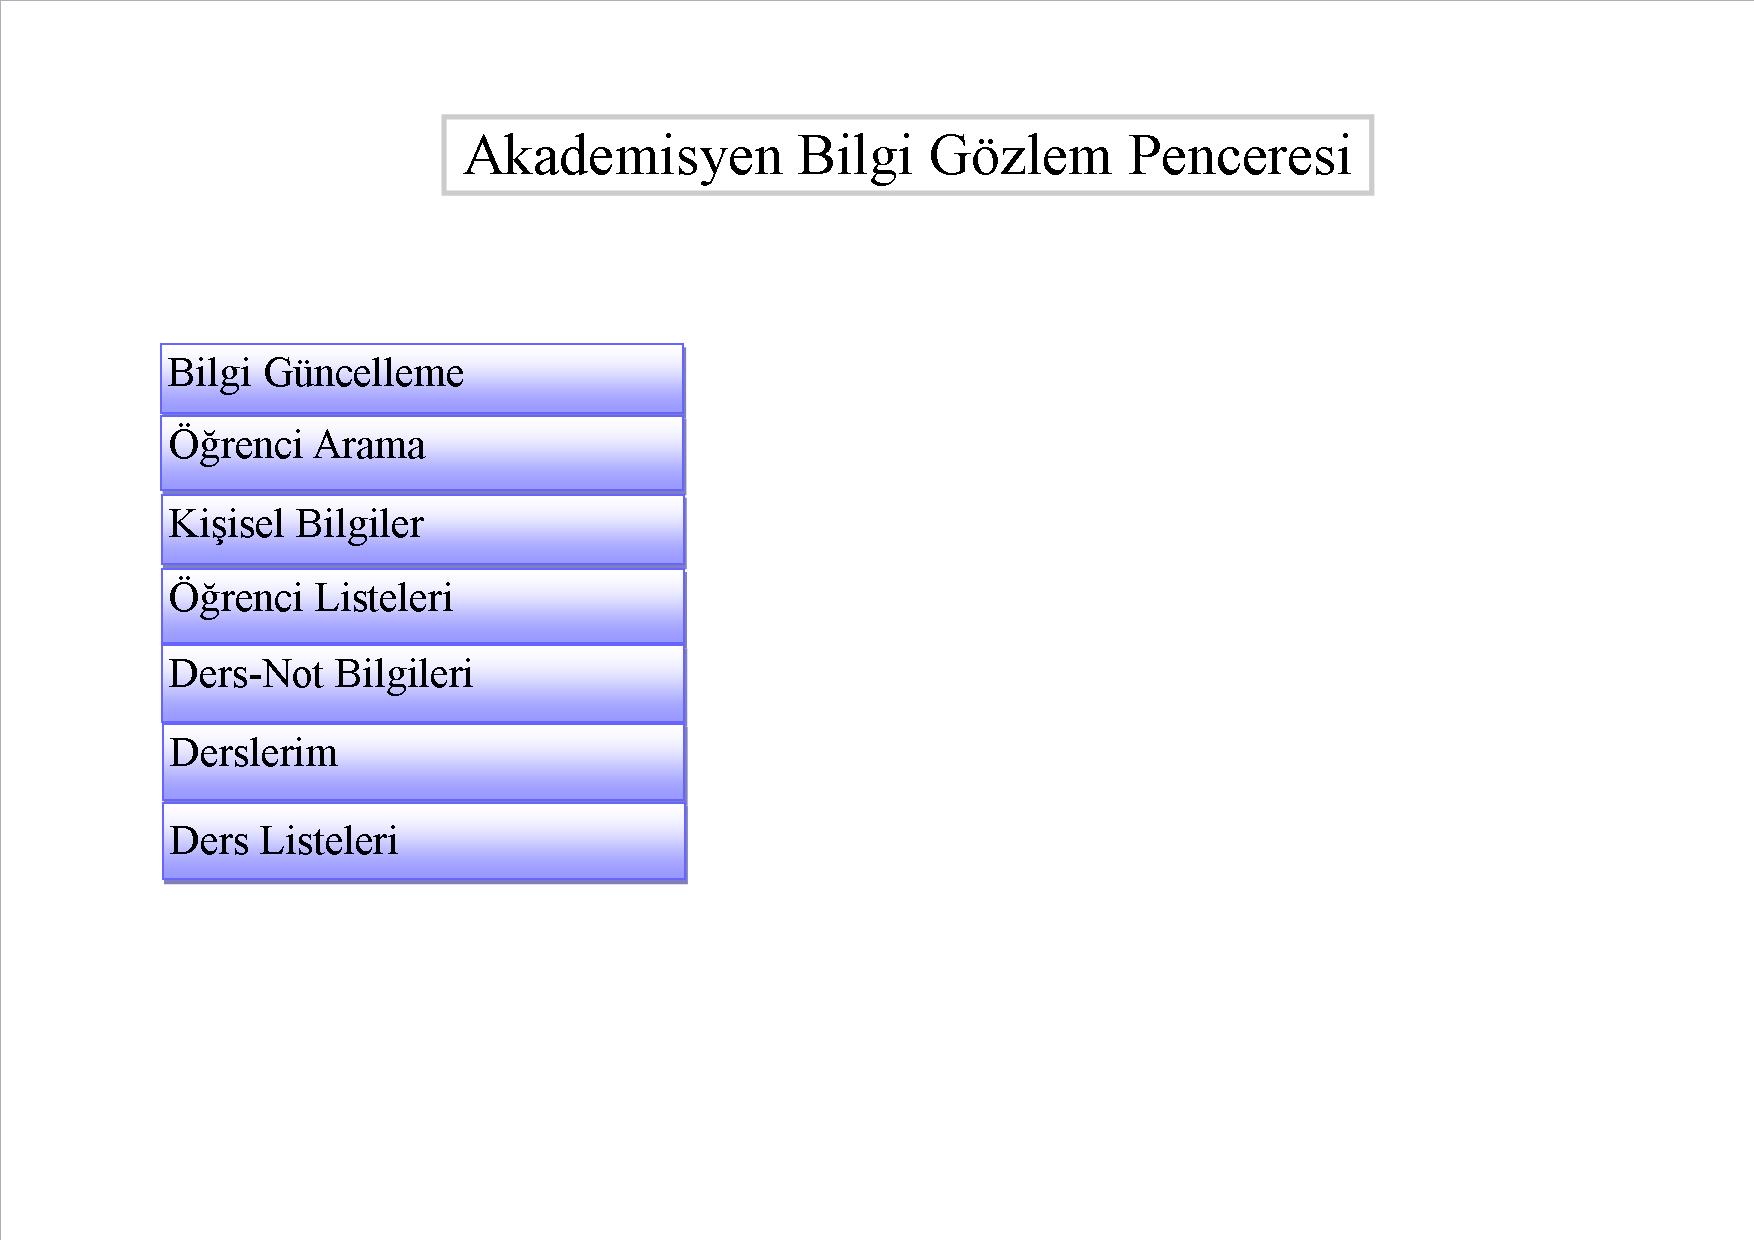 Akademisyen Bilgi Gözlem Penceresi
Bilgi Güncelleme
Öğrenci Arama
Kişisel Bilgiler
Öğrenci Listeleri
Ders-Not Bilgileri
Derslerim
Ders Listeleri